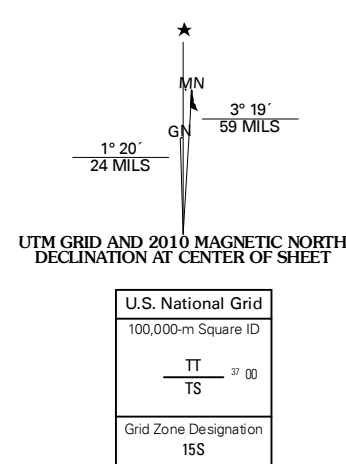 ★
MN
3° 19´
59 MILS
GN
1° 20´
24 MILS
UTM GRID AND 2010 MAGNETIC NORTH
DECLINATION AT CENTER OF SHEET
U.S. National Grid
100,000-m Square ID
TT
37 00
TS
Grid Zone Designation
15S